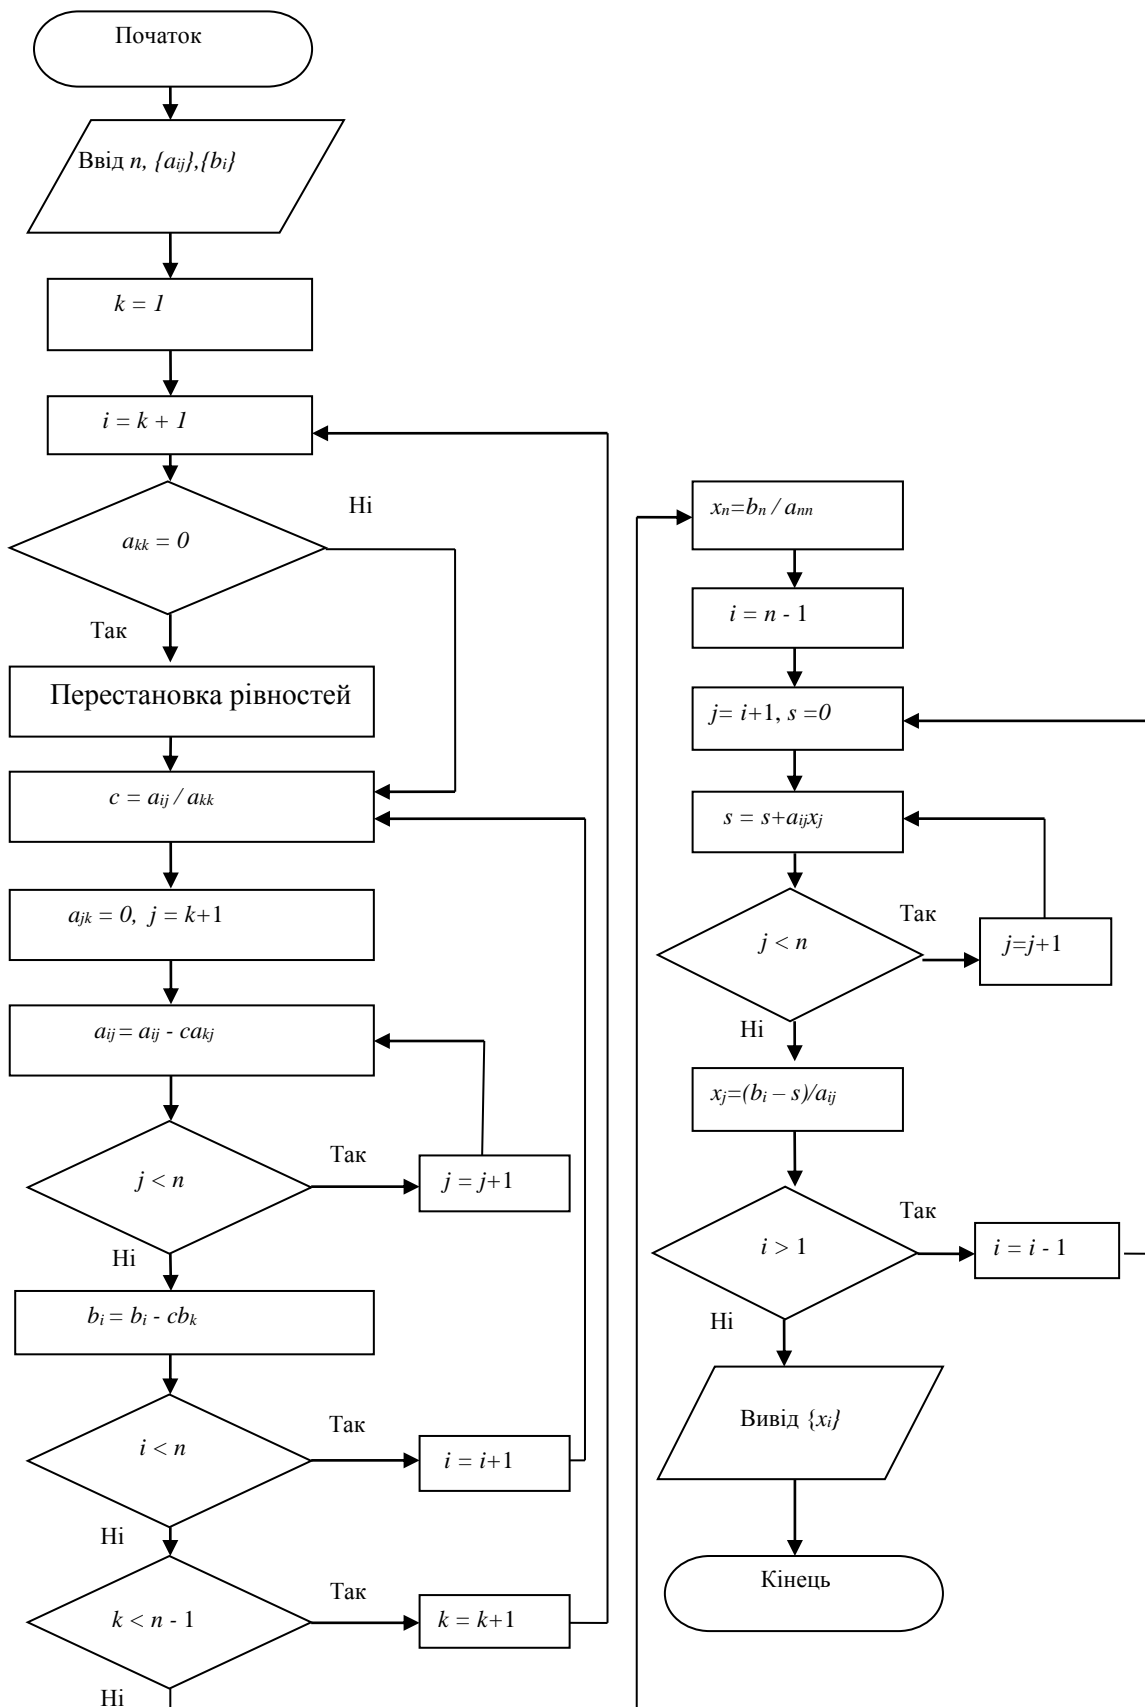 Початок
Ввід n, {aij},{bi}
k = 1
i = k + 1
Ні
akk = 0
Так
Перестановка рівностей
c = aij / akk
ajk = 0, j = k+1
aij = aij - cakj
Так
j < n
j = j+1
Ні
bi = bi - cbk
Так
i < n
i = i+1
Ні
Так
k < n - 1
k = k+1
Ні
xn=bn / ann
i = n - 1
j= i+1, s =0
s = s+aijxj
Так
j < n
j=j+1
Ні
xj=(bi – s)/aij
Так
i > 1
i = i - 1
Ні
Вивід {xi}
Кінець